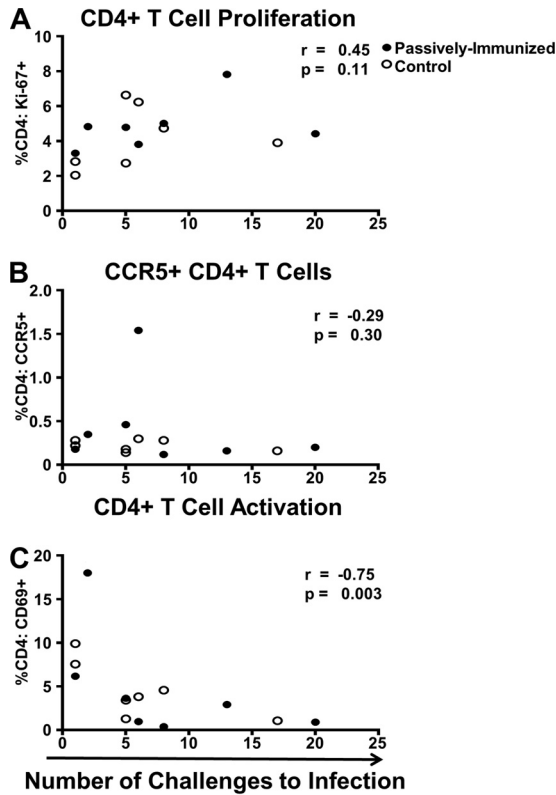 A
CD4+ T Cell Proliferation
10
8
6
4
2
0
%CD4: Ki-67+
r = 0.45
p = 0.11
Passively-Immunized
Control
0 5 10 15 20 25
B
CCR5+ CD4+ T Cells
2.0
1.5
1.0
0.5
0
%CD4: CCR5+
r = -0.29
p = 0.30
0 5 10 15 20 25
CD4+ T Cell Activation
C
20
15
10
5
0
%CD4: CD69+
r = -0.75
p = 0.003
0 5 10 15 20 25
Number of Challenges to Infection